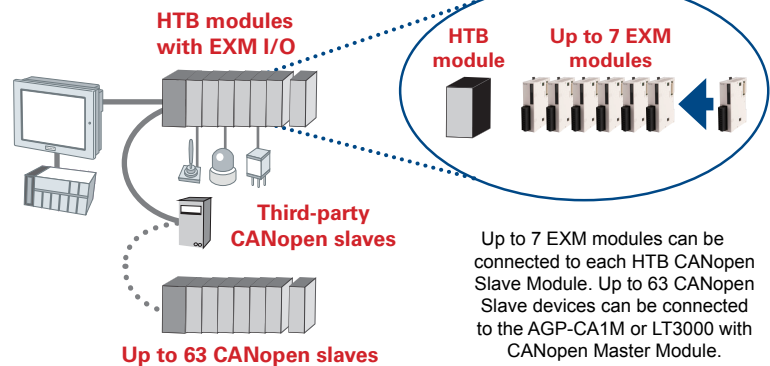 HTB modules
with EXM I/O
HTB
module
Up to 7 EXM
modules
Third-party
CANopen slaves
Up to 63 CANopen slaves
Up to 7 EXM modules can be
connected to each HTB CANopen
Slave Module. Up to 63 CANopen
Slave devices can be connected
to the AGP-CA1M or LT3000 with
CANopen Master Module.